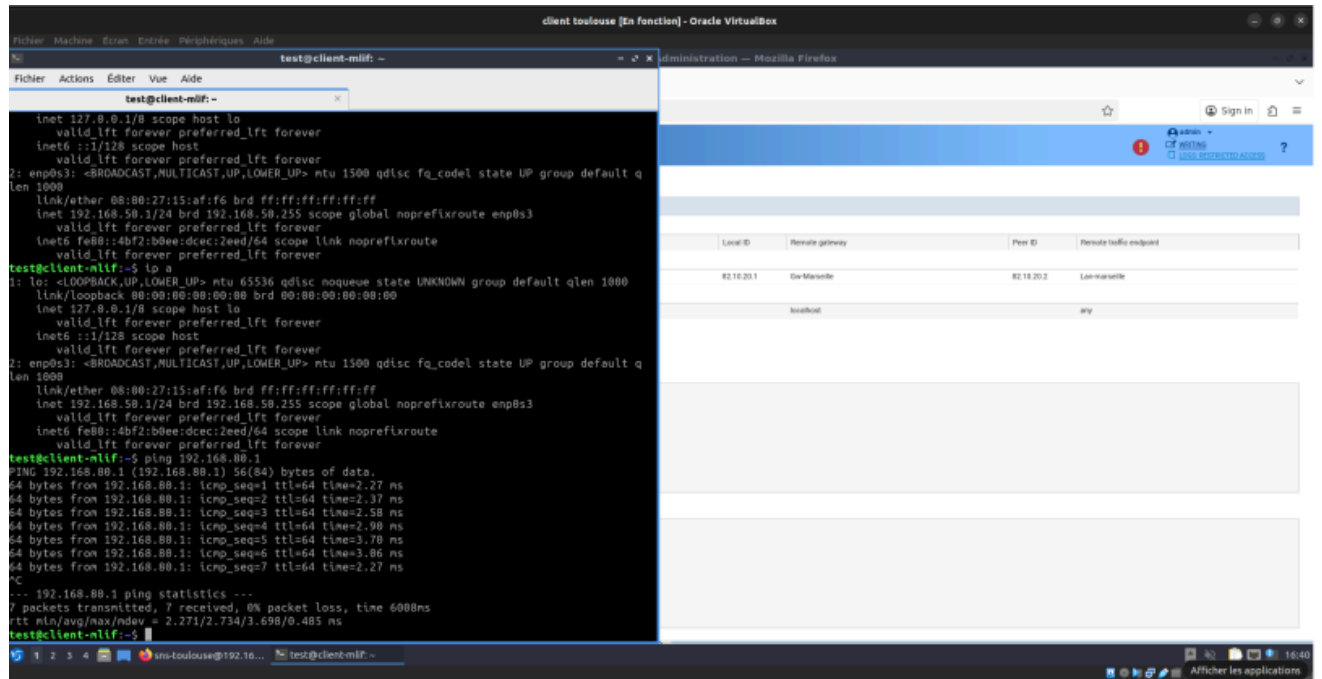 client toulouse [En fonction] - Oracle VirtualBox
Fichier Machine Écran Entrée Périphériques Aide
test@client-mlif: ~
dministration — Mozilla Firefox
Fichier Actions Éditer Vue Aide
test@client-mlif: ~
Sign in
inet 127.0.0.1/8 scope host lo
valid_lft forever preferred_lft forever
inet6 ::1/128 scope host
valid_lft forever preferred_lft forever
2: enp0s3: <BROADCAST,MULTICAST,UP,LOWER_UP> mtu 1500 qdisc fq_codel state UP group default q
len 1000
link/ether 08:00:27:15:af:f6 brd ff:ff:ff:ff:ff:ff
inet 192.168.50.1/24 brd 192.168.50.255 scope global noprefixroute enp0s3
valid_lft forever preferred_lft forever
inet6 fe80::4bf2:b0ee:dcec:2eed/64 scope link noprefixroute
valid_lft forever preferred_lft forever
test@client-mlif:~$ ip a
1: lo: <LOOPBACK,UP,LOWER_UP> mtu 65536 qdisc noqueue state UNKNOWN group default qlen 1000
link/loopback 00:00:00:00:00:00 brd 00:00:00:00:00:00
inet 127.0.0.1/8 scope host lo
valid_lft forever preferred_lft forever
inet6 ::1/128 scope host
valid_lft forever preferred_lft forever
2: enp0s3: <BROADCAST,MULTICAST,UP,LOWER_UP> mtu 1500 qdisc fq_codel state UP group default q
len 1000
link/ether 08:00:27:15:af:f6 brd ff:ff:ff:ff:ff:ff
inet 192.168.50.1/24 brd 192.168.50.255 scope global noprefixroute enp0s3
valid_lft forever preferred_lft forever
inet6 fe80::4bf2:b0ee:dcec:2eed/64 scope link noprefixroute
valid_lft forever preferred_lft forever
test@client-mlif:~$ ping 192.168.80.1
PING 192.168.80.1 (192.168.80.1) 56(84) bytes of data.
64 bytes from 192.168.80.1: icmp_seq=1 ttl=64 time=2.27 ms
64 bytes from 192.168.80.1: icmp_seq=2 ttl=64 time=2.37 ms
64 bytes from 192.168.80.1: icmp_seq=3 ttl=64 time=2.58 ms
64 bytes from 192.168.80.1: icmp_seq=4 ttl=64 time=2.90 ms
64 bytes from 192.168.80.1: icmp_seq=5 ttl=64 time=3.70 ms
64 bytes from 192.168.80.1: icmp_seq=6 ttl=64 time=3.06 ms
64 bytes from 192.168.80.1: icmp_seq=7 ttl=64 time=2.27 ms
^C
--- 192.168.80.1 ping statistics ---
7 packets transmitted, 7 received, 0% packet loss, time 6008ms
rtt min/avg/max/mdev = 2.271/2.734/3.698/0.485 ms
test@client-mlif:~$
admin
WRITING
LOGS: RESTRICTED ACCESS
?
Local ID Remote gateway Peer ID Remote traffic endpoint
82.10.20.1 Gw-Marseille 82.10.20.2 Lan-marseille
localhost any
1 2 3 4 sns-toulouse@192.16... test@client-mlif: ~ 16:40
Afficher les applications